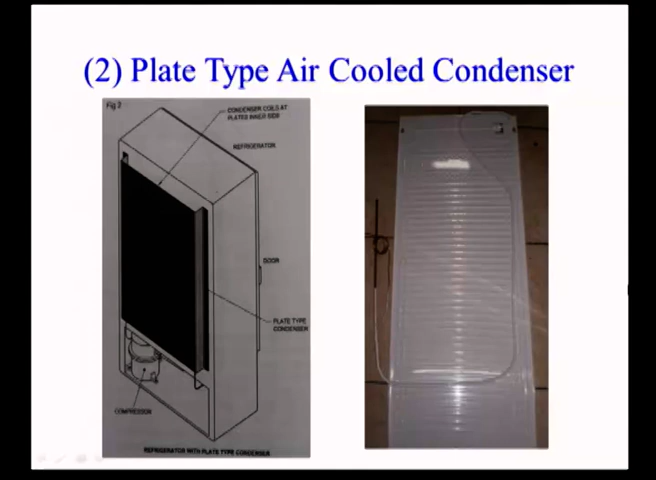 (2) Plate Type Air Cooled Condenser
Fig 2
CONDENSER COILS AT
PLATES INNER SIDE
REFRIGERATOR
DOOR
PLATE TYPE
CONDENSER
COMPRESSION
REFRIGERATOR WITH PLATE TYPE CONDENSER